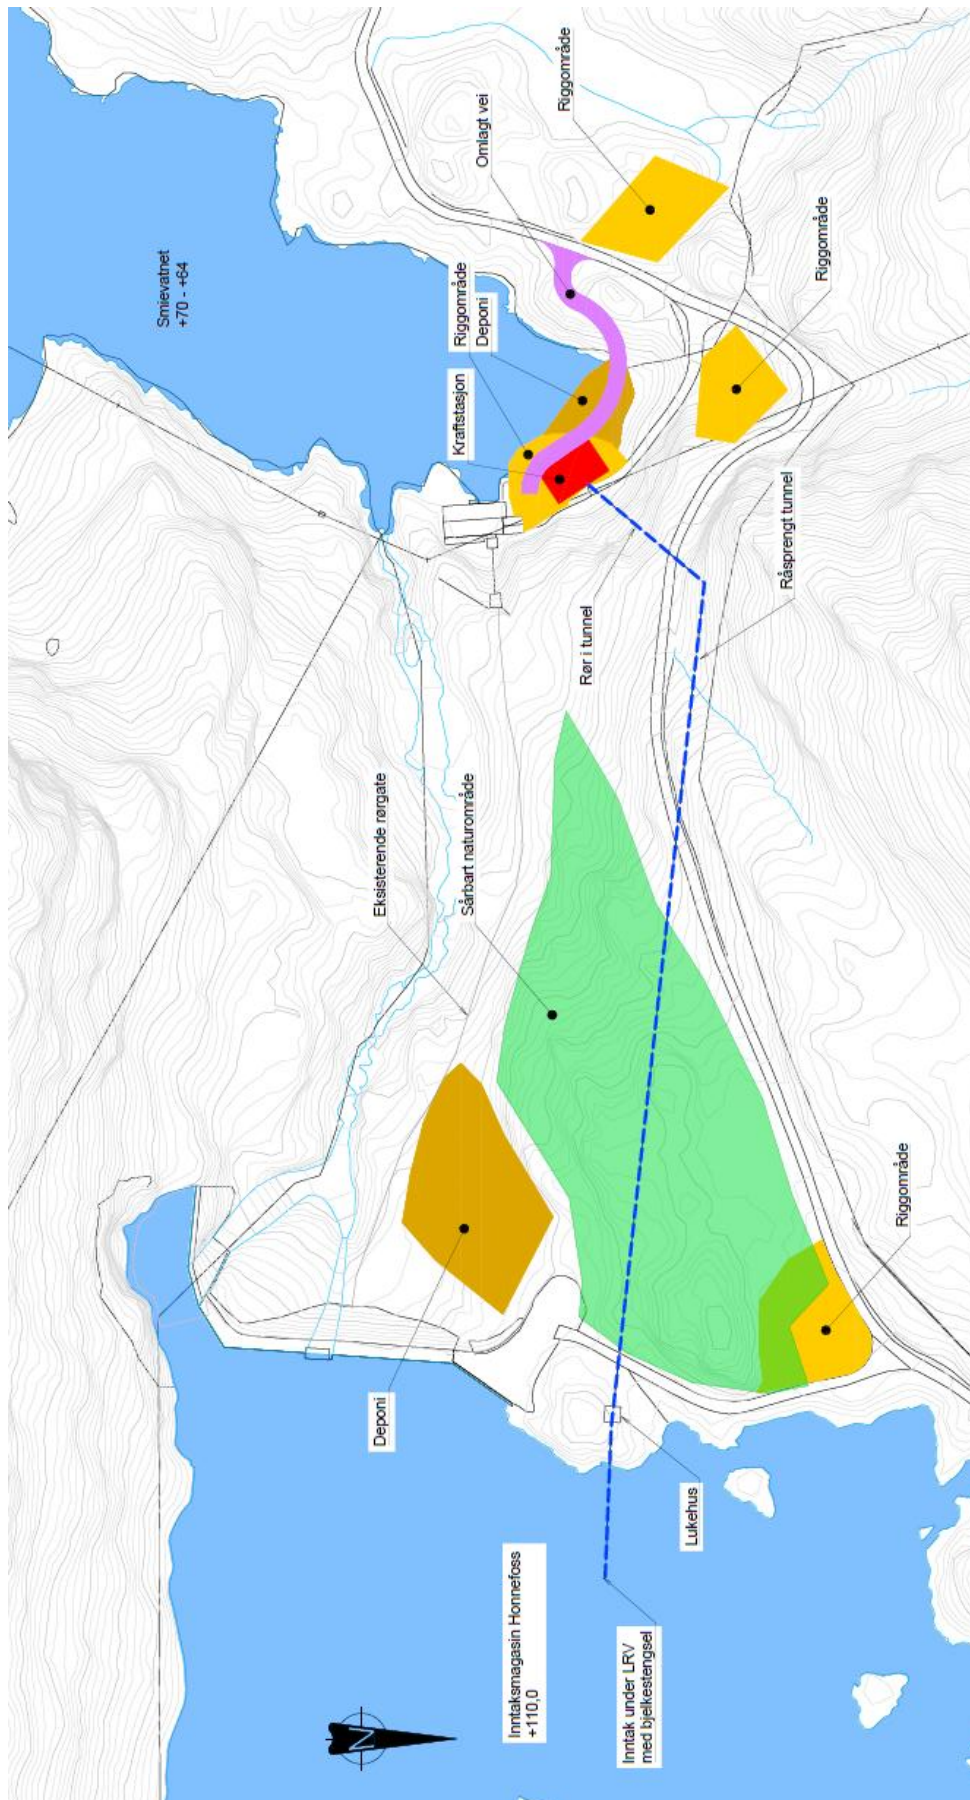 Smievatnet
+70 - +64
Riggområde
Omlagt vei
Riggområde
Riggområde
Deponi
Kraftstasjon
Riggområde
Råsprengt tunnel
Rør i tunnel
Eksisterende rørgate
Sårbart naturområde
Riggområde
Deponi
Lukehus
Inntaksmagasin Honnefoss
+110,0
Inntak under LRV
med bjelkestengsel
N